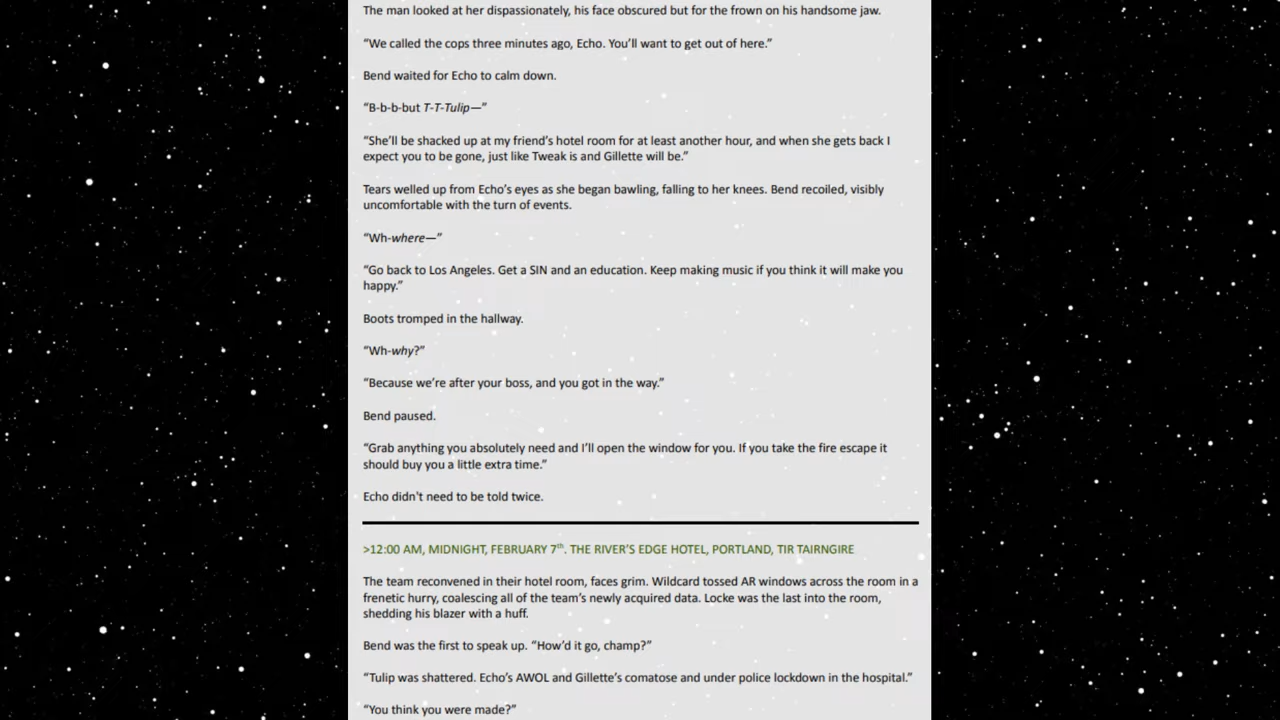 The man looked at her dispassionately, his face obscured but for the frown on his handsome jaw.
“We called the cops three minutes ago, Echo. You’ll want to get out of here.”
Bend waited for Echo to calm down.
“B-b-b-but T-T-Tulip—”
“She’ll be shacked up at my friend’s hotel room for at least another hour, and when she gets back I
expect you to be gone, just like Tweak is and Gillette will be.”
Tears welled up from Echo’s eyes as she began bawling, falling to her knees. Bend recoiled, visibly
uncomfortable with the turn of events.
“Wh-where—”
“Go back to Los Angeles. Get a SIN and an education. Keep making music if you think it will make you
happy.”
Boots tromped in the hallway.
“Wh-why?”
“Because we’re after your boss, and you got in the way.”
Bend paused.
“Grab anything you absolutely need and I’ll open the window for you. If you take the fire escape it
should buy you a little extra time.”
Echo didn’t need to be told twice.
>12:00 AM, MIDNIGHT, FEBRUARY 7th. THE RIVER’S EDGE HOTEL, PORTLAND, TIR TAIRNGIRE
The team reconvened in their hotel room, faces grim. Wildcard tossed AR windows across the room in a
frenetic hurry, coalescing all of the team’s newly acquired data. Locke was the last into the room,
shedding his blazer with a huff.
Bend was the first to speak up. “How’d it go, champ?”
“Tulip was shattered. Echo’s AWOL and Gillette’s comatose and under police lockdown in the hospital.”
“You think you were made?”